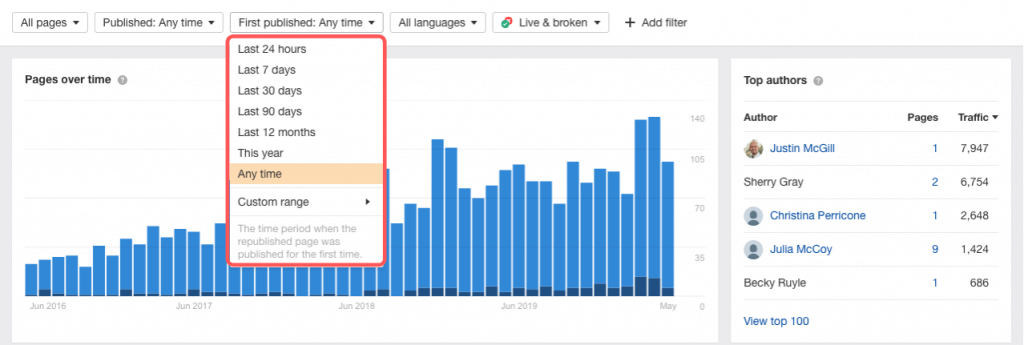 All pages
Published: Any time
First published: Any time
All languages
Live & broken
+ Add filter
Last 24 hours
Last 7 days
Last 30 days
Last 90 days
Last 12 months
This year
Any time
Custom range
The time period when the
republished page was
published for the first time.
Pages over time ?
140
105
70
35
0
Jun 2016
Jun 2017
Jun 2018
Jun 2019
May
Top authors ?
Author Pages Traffic
Justin McGill 1 7,947
Sherry Gray 2 6,754
Christina Perricone 1 2,648
Julia McCoy 9 1,424
Becky Ruyle 1 686
View top 100